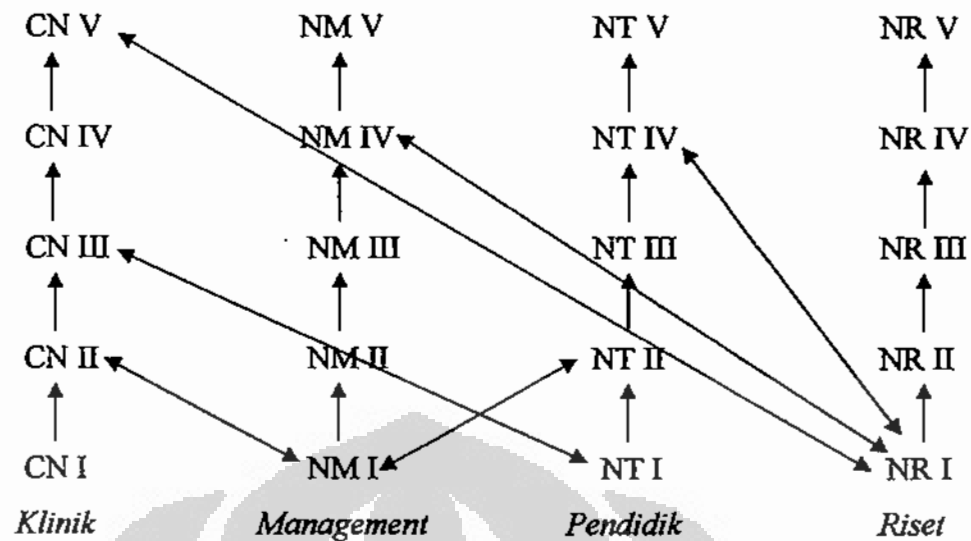 CN V NM V NT V NR V
CN IV NM IV NT IV NR IV
CN III NM III NT III NR III
CN II NM II NT II NR II
CN I NM I NT I NR I
Klinik Management Pendidik Riset